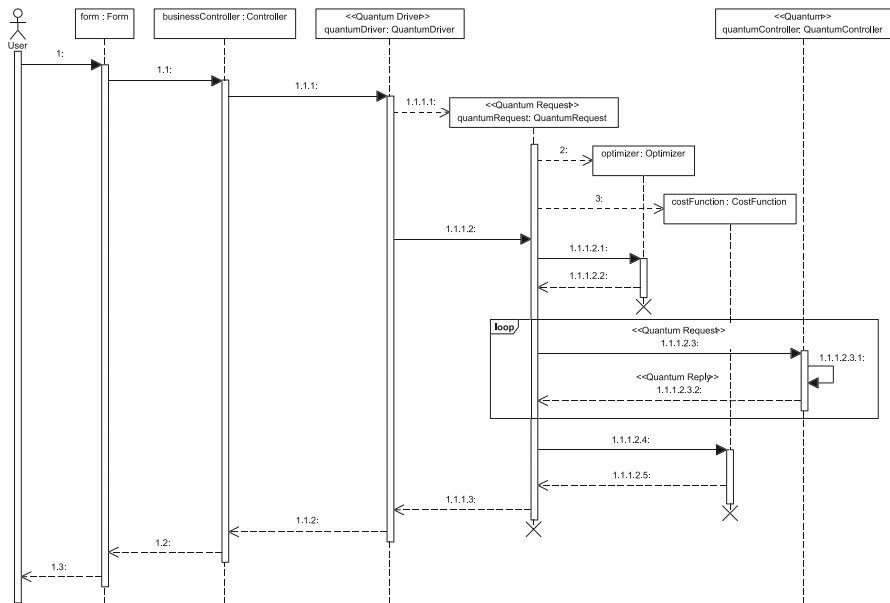 User
form : Form
businessController : Controller
<<Quantum Driver>>
quantumDriver: QuantumDriver
<<Quantum>>
quantumController: QuantumController
1:
1.1:
1.1.1:
1.1.1.1:
<<Quantum Request>>
quantumRequest: QuantumRequest
2:
optimizer : Optimizer
3:
costFunction : CostFunction
1.1.1.2:
1.1.1.2.1:
1.1.1.2.2:
loop
<<Quantum Request>>
1.1.1.2.3:
1.1.1.2.3.1:
<<Quantum Reply>>
1.1.1.2.3.2:
1.1.1.2.4:
1.1.1.2.5:
1.1.1.3:
1.1.2:
1.2:
1.3: